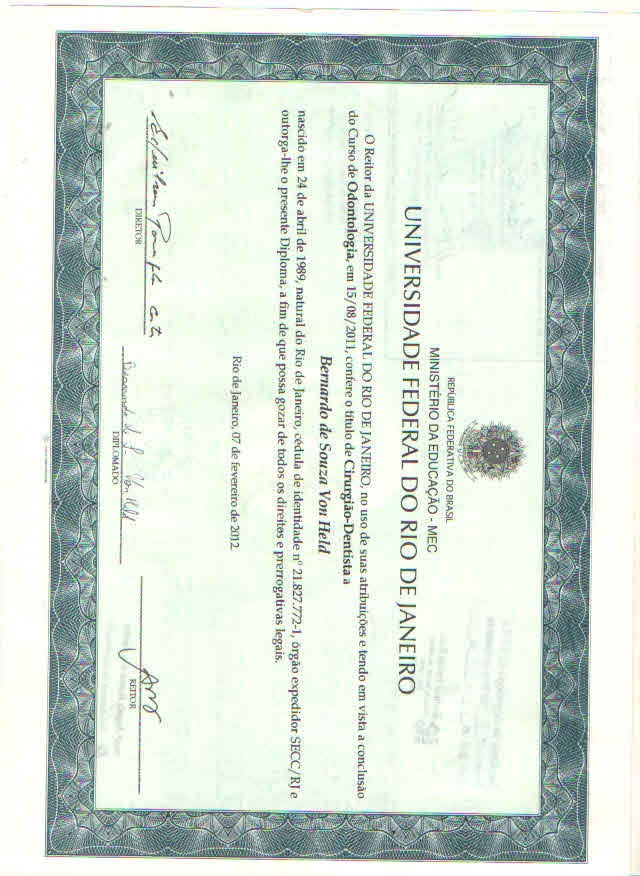 REPÚBLICA FEDERATIVA DO BRASIL
MINISTÉRIO DA EDUCAÇÃO - MEC
UNIVERSIDADE FEDERAL DO RIO DE JANEIRO
O Reitor da UNIVERSIDADE FEDERAL DO RIO DE JANEIRO, no uso de suas atribuições e tendo em vista a conclusão
do Curso de Odontologia, em 15/08/2011, confere o título de Cirurgião-Dentista a
Bernardo de Souza Von Held
nascido em 24 de abril de 1989, natural do Rio de Janeiro, cédula de identidade nº 21.827.772-1, órgão expedidor SECC/RJ e
outorga-lhe o presente Diploma, a fim de que possa gozar de todos os direitos e prerrogativas legais.
Rio de Janeiro, 07 de fevereiro de 2012.
DIRETOR
Bernardo de S. Von Held
DIPLOMADO
REITOR